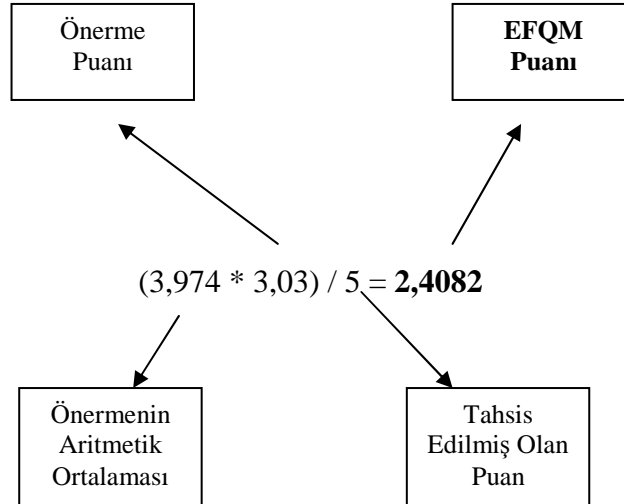 Önerme
Puanı
EFQM
Puanı
(3,974 * 3,03) / 5 = 2,4082
Önermenin
Aritmetik
Ortalaması
Tahsis
Edilmiş Olan
Puan